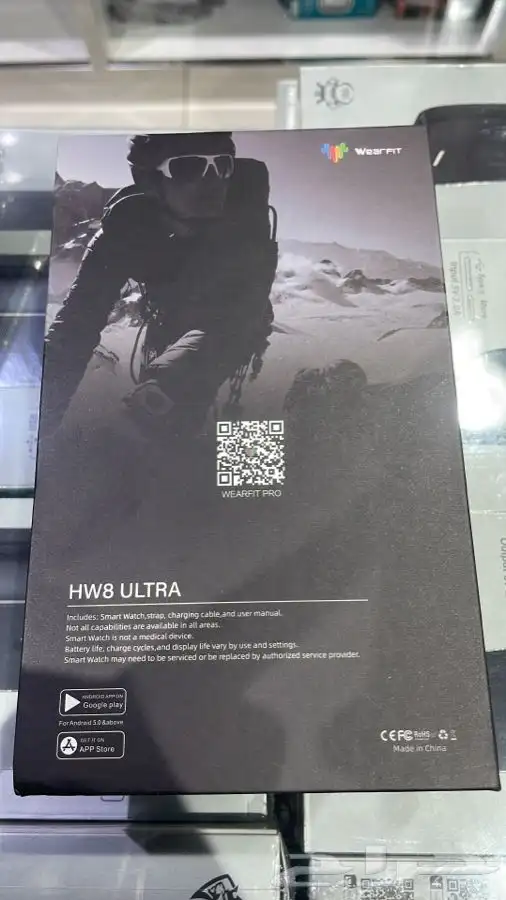 WEARFIT
WEARFIT PRO
HW8 ULTRA
Includes: Smart Watch,strap, charging cable,and user manual.
Not all capabilities are available in all areas.
Smart Watch is not a medical device.
Battery life, charge cycles,and display life vary by use and settings.
Smart Watch may need to be serviced or be replaced by authorized service provider.
ANDROID APP ON
Google play
For Android 5.0 &above
GET IT ON
APP Store
CE FC RoHS
Made in China